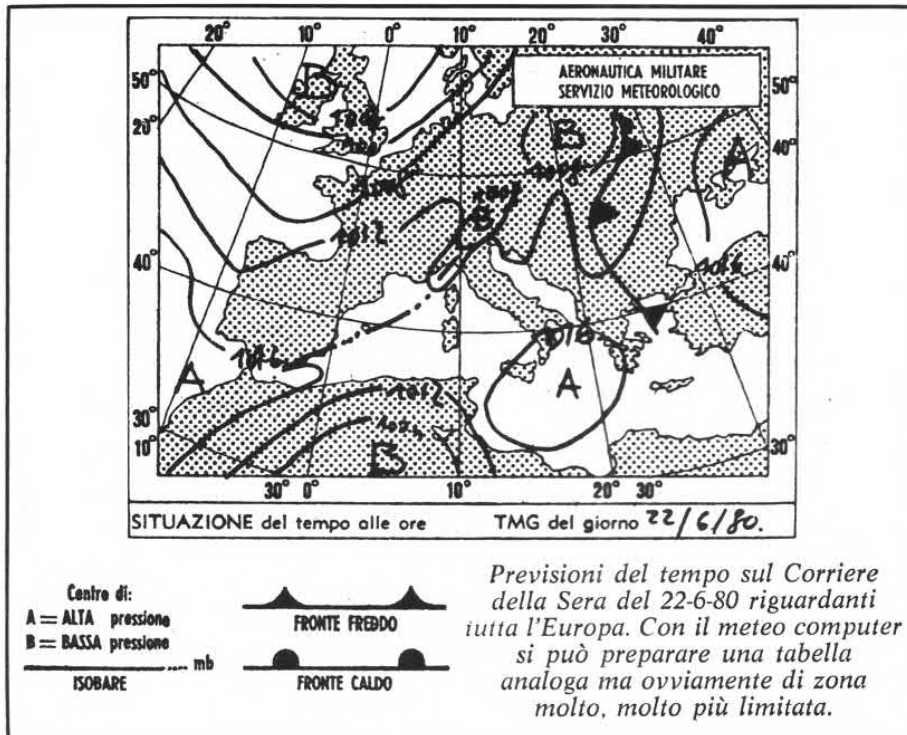 20° 10° 0° 10° 20° 30° 40°
50°
20°
40°
30°
10°
AERONAUTICA MILITARE
SERVIZIO METEOROLOGICO
50°
40°
40°
30°
B
B
A
1012
B
1016
A
A
1012
B
30° 0° 10° 20° 30°
SITUAZIONE del tempo alle ore TMG del giorno 22/6/80.
Centro di:
A = ALTA pressione
B = BASSA pressione
mb
ISOBARE
FRONTE FREDDO
FRONTE CALDO
Previsioni del tempo sul Corriere
della Sera del 22-6-80 riguardanti
tutta l'Europa. Con il meteo computer
si può preparare una tabella
analoga ma ovviamente di zona
molto, molto più limitata.